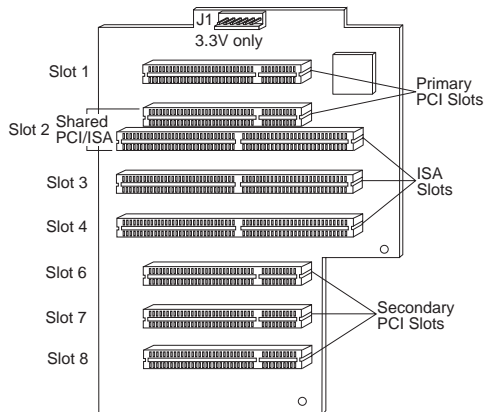 J1
3.3V only
Slot 1
Primary
PCI Slots
Slot 2
Shared
PCI/ISA
Slot 3
ISA
Slots
Slot 4
Slot 6
Slot 7
Secondary
PCI Slots
Slot 8